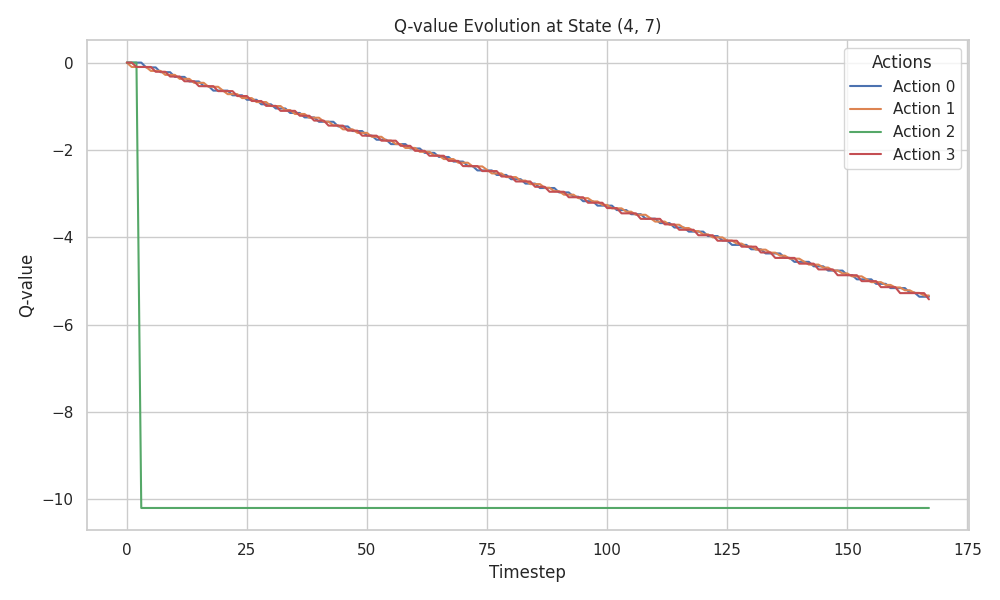 Q-value Evolution at State (4, 7)
Actions
Action 0
Action 1
Action 2
Action 3
Q-value
0
−2
−4
−6
−8
−10
0 25 50 75 100 125 150 175
Timestep